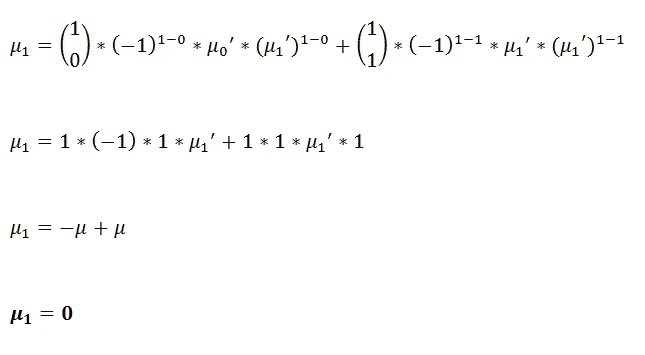 μ₁ = (1 0) * (−1)¹⁻⁰ * μ₀′ * (μ₁′)¹⁻⁰ + (1 1) * (−1)¹⁻¹ * μ₁′ * (μ₁′)¹⁻¹
μ₁ = 1 * (−1) * 1 * μ₁′ + 1 * 1 * μ₁′ * 1
μ₁ = −μ + μ
μ₁ = 0